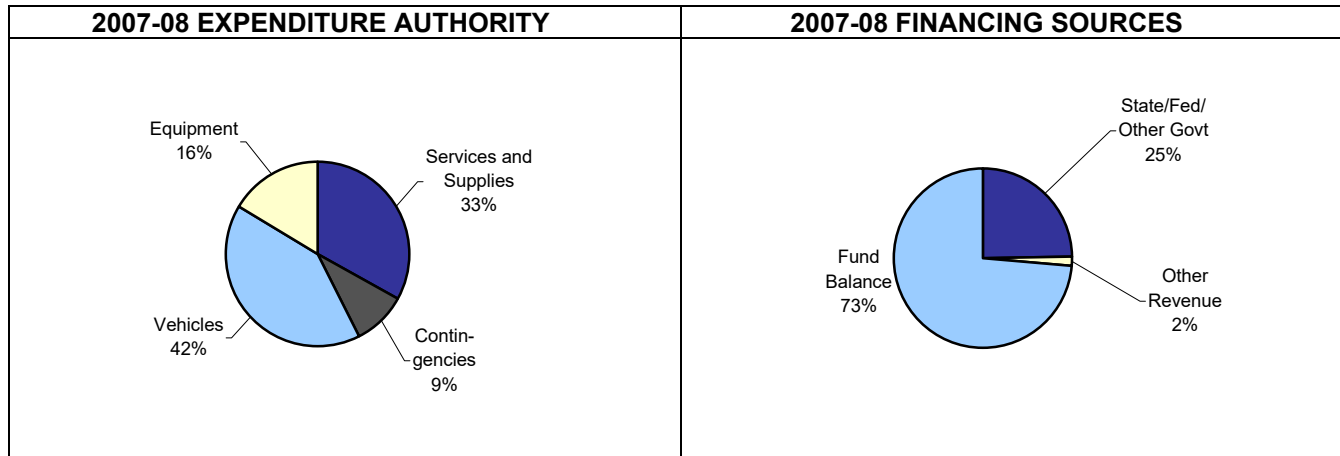 2007-08 EXPENDITURE AUTHORITY
Equipment
16%
Services and
Supplies
33%
Vehicles
42%
Contin-
gencies
9%
2007-08 FINANCING SOURCES
State/Fed/
Other Govt
25%
Fund
Balance
73%
Other
Revenue
2%